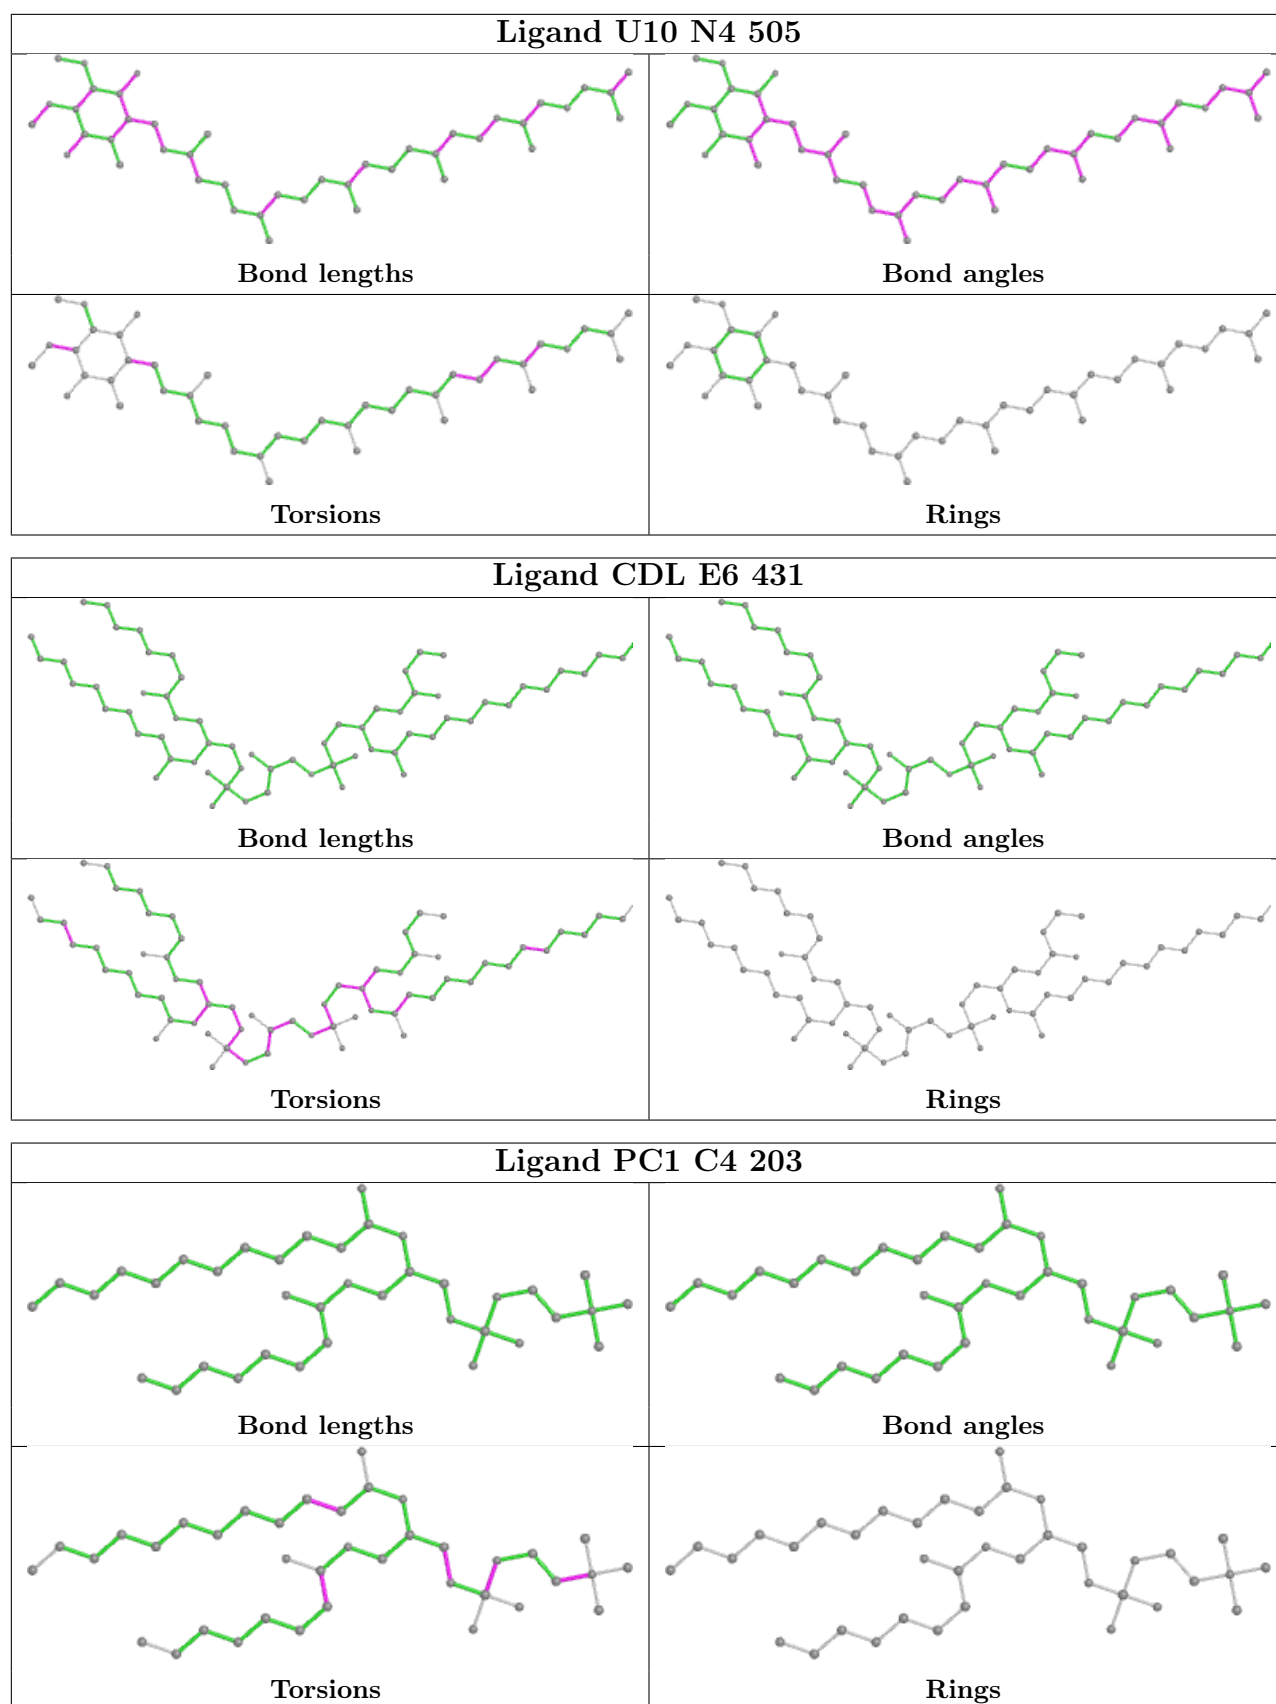 Ligand U10 N4 505
Bond lengths
Bond angles
Torsions
Rings
Ligand CDL E6 431
Bond lengths
Bond angles
Torsions
Rings
Ligand PC1 C4 203
Bond lengths
Bond angles
Torsions
Rings